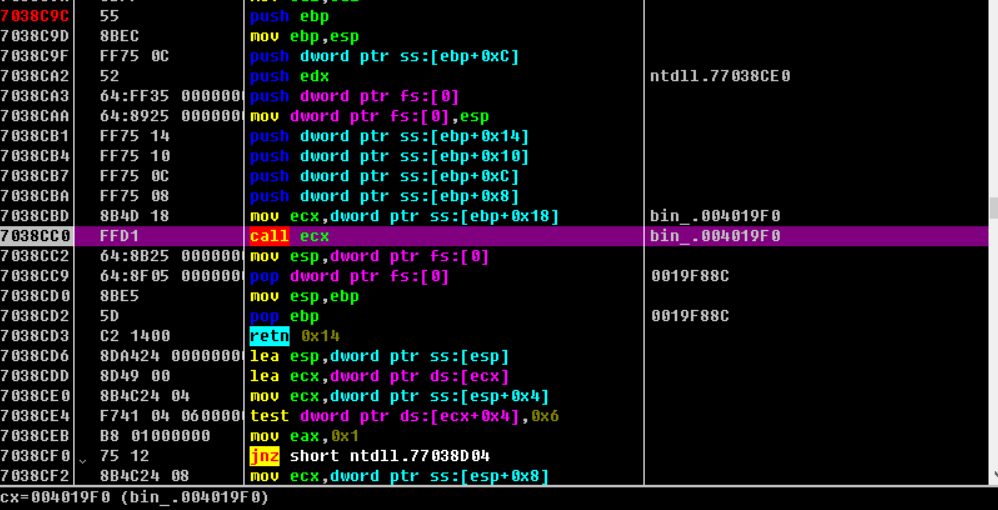 7038C9C 55 push ebp
7038C9D 8BEC mov ebp,esp
7038C9F FF75 0C push dword ptr ss:[ebp+0xC]
7038CA2 52 push edx ntdll.77038CE0
7038CA3 64:FF35 0000000 push dword ptr fs:[0]
7038CAA 64:8925 0000000 mov dword ptr fs:[0],esp
7038CB1 FF75 14 push dword ptr ss:[ebp+0x14]
7038CB4 FF75 10 push dword ptr ss:[ebp+0x10]
7038CB7 FF75 0C push dword ptr ss:[ebp+0xC]
7038CBA FF75 08 push dword ptr ss:[ebp+0x8]
7038CBD 8B4D 18 mov ecx,dword ptr ss:[ebp+0x18] bin_.004019F0
7038CC0 FFD1 call ecx bin_.004019F0
7038CC2 64:8B25 0000000 mov esp,dword ptr fs:[0]
7038CC9 64:8F05 0000000 pop dword ptr fs:[0] 0019F88C
7038CD0 8BE5 mov esp,ebp
7038CD2 5D pop ebp 0019F88C
7038CD3 C2 1400 retn 0x14
7038CD6 8DA424 0000000 lea esp,dword ptr ss:[esp]
7038CDD 8D49 00 lea ecx,dword ptr ds:[ecx]
7038CE0 8B4C24 04 mov ecx,dword ptr ss:[esp+0x4]
7038CE4 F741 04 060000 test dword ptr ds:[ecx+0x4],0x6
7038CEB B8 01000000 mov eax,0x1
7038CF0 75 12 jnz short ntdll.77038D04
7038CF2 8B4C24 08 mov ecx,dword ptr ss:[esp+0x8]
cx=004019F0 (bin_.004019F0)